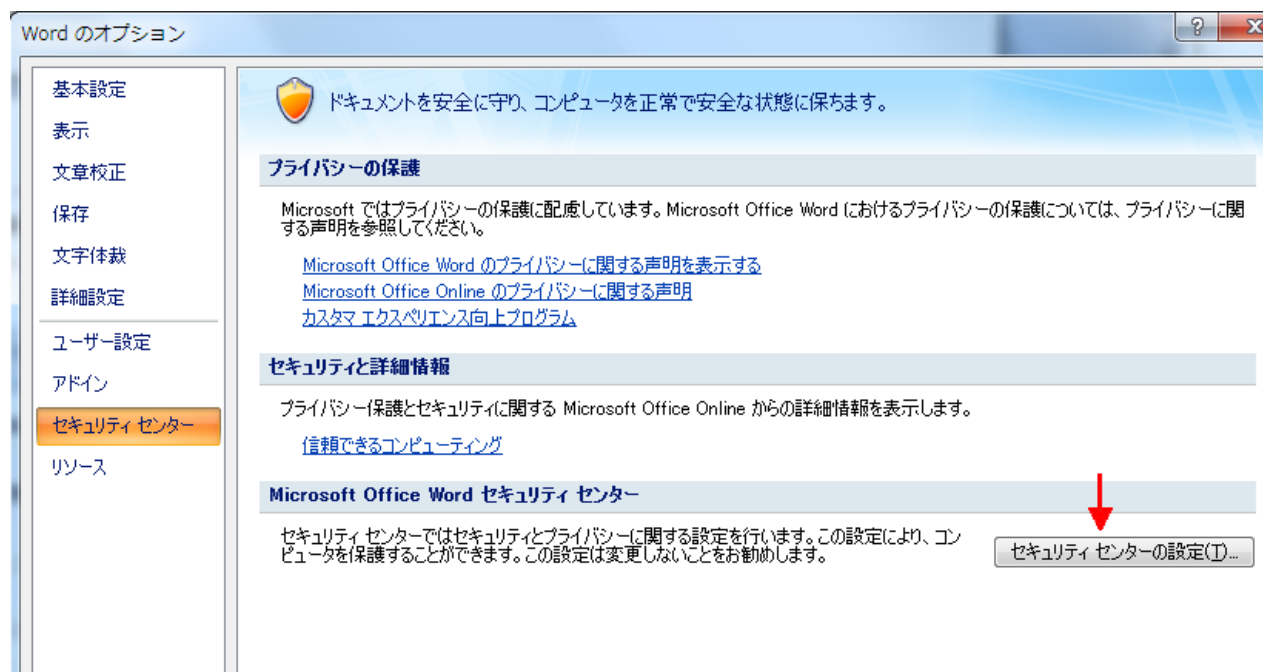 Word のオプション
?
基本設定
表示
文章校正
保存
文字体裁
詳細設定
ユーザー設定
アドイン
セキュリティ センター
リソース
ドキュメントを安全に守り、コンピュータを正常で安全な状態に保ちます。
プライバシーの保護
Microsoft ではプライバシーの保護に配慮しています。Microsoft Office Word におけるプライバシーの保護については、プライバシーに関
する声明を参照してください。
Microsoft Office Word のプライバシーに関する声明を表示する
Microsoft Office Online のプライバシーに関する声明
カスタマ エクスペリエンス向上プログラム
セキュリティと詳細情報
プライバシー保護とセキュリティに関する Microsoft Office Online からの詳細情報を表示します。
信頼できるコンピューティング
Microsoft Office Word セキュリティ センター
セキュリティ センターではセキュリティとプライバシーに関する設定を行います。この設定により、コン
ピュータを保護することができます。この設定は変更しないことをお勧めします。
セキュリティ センターの設定(T)...